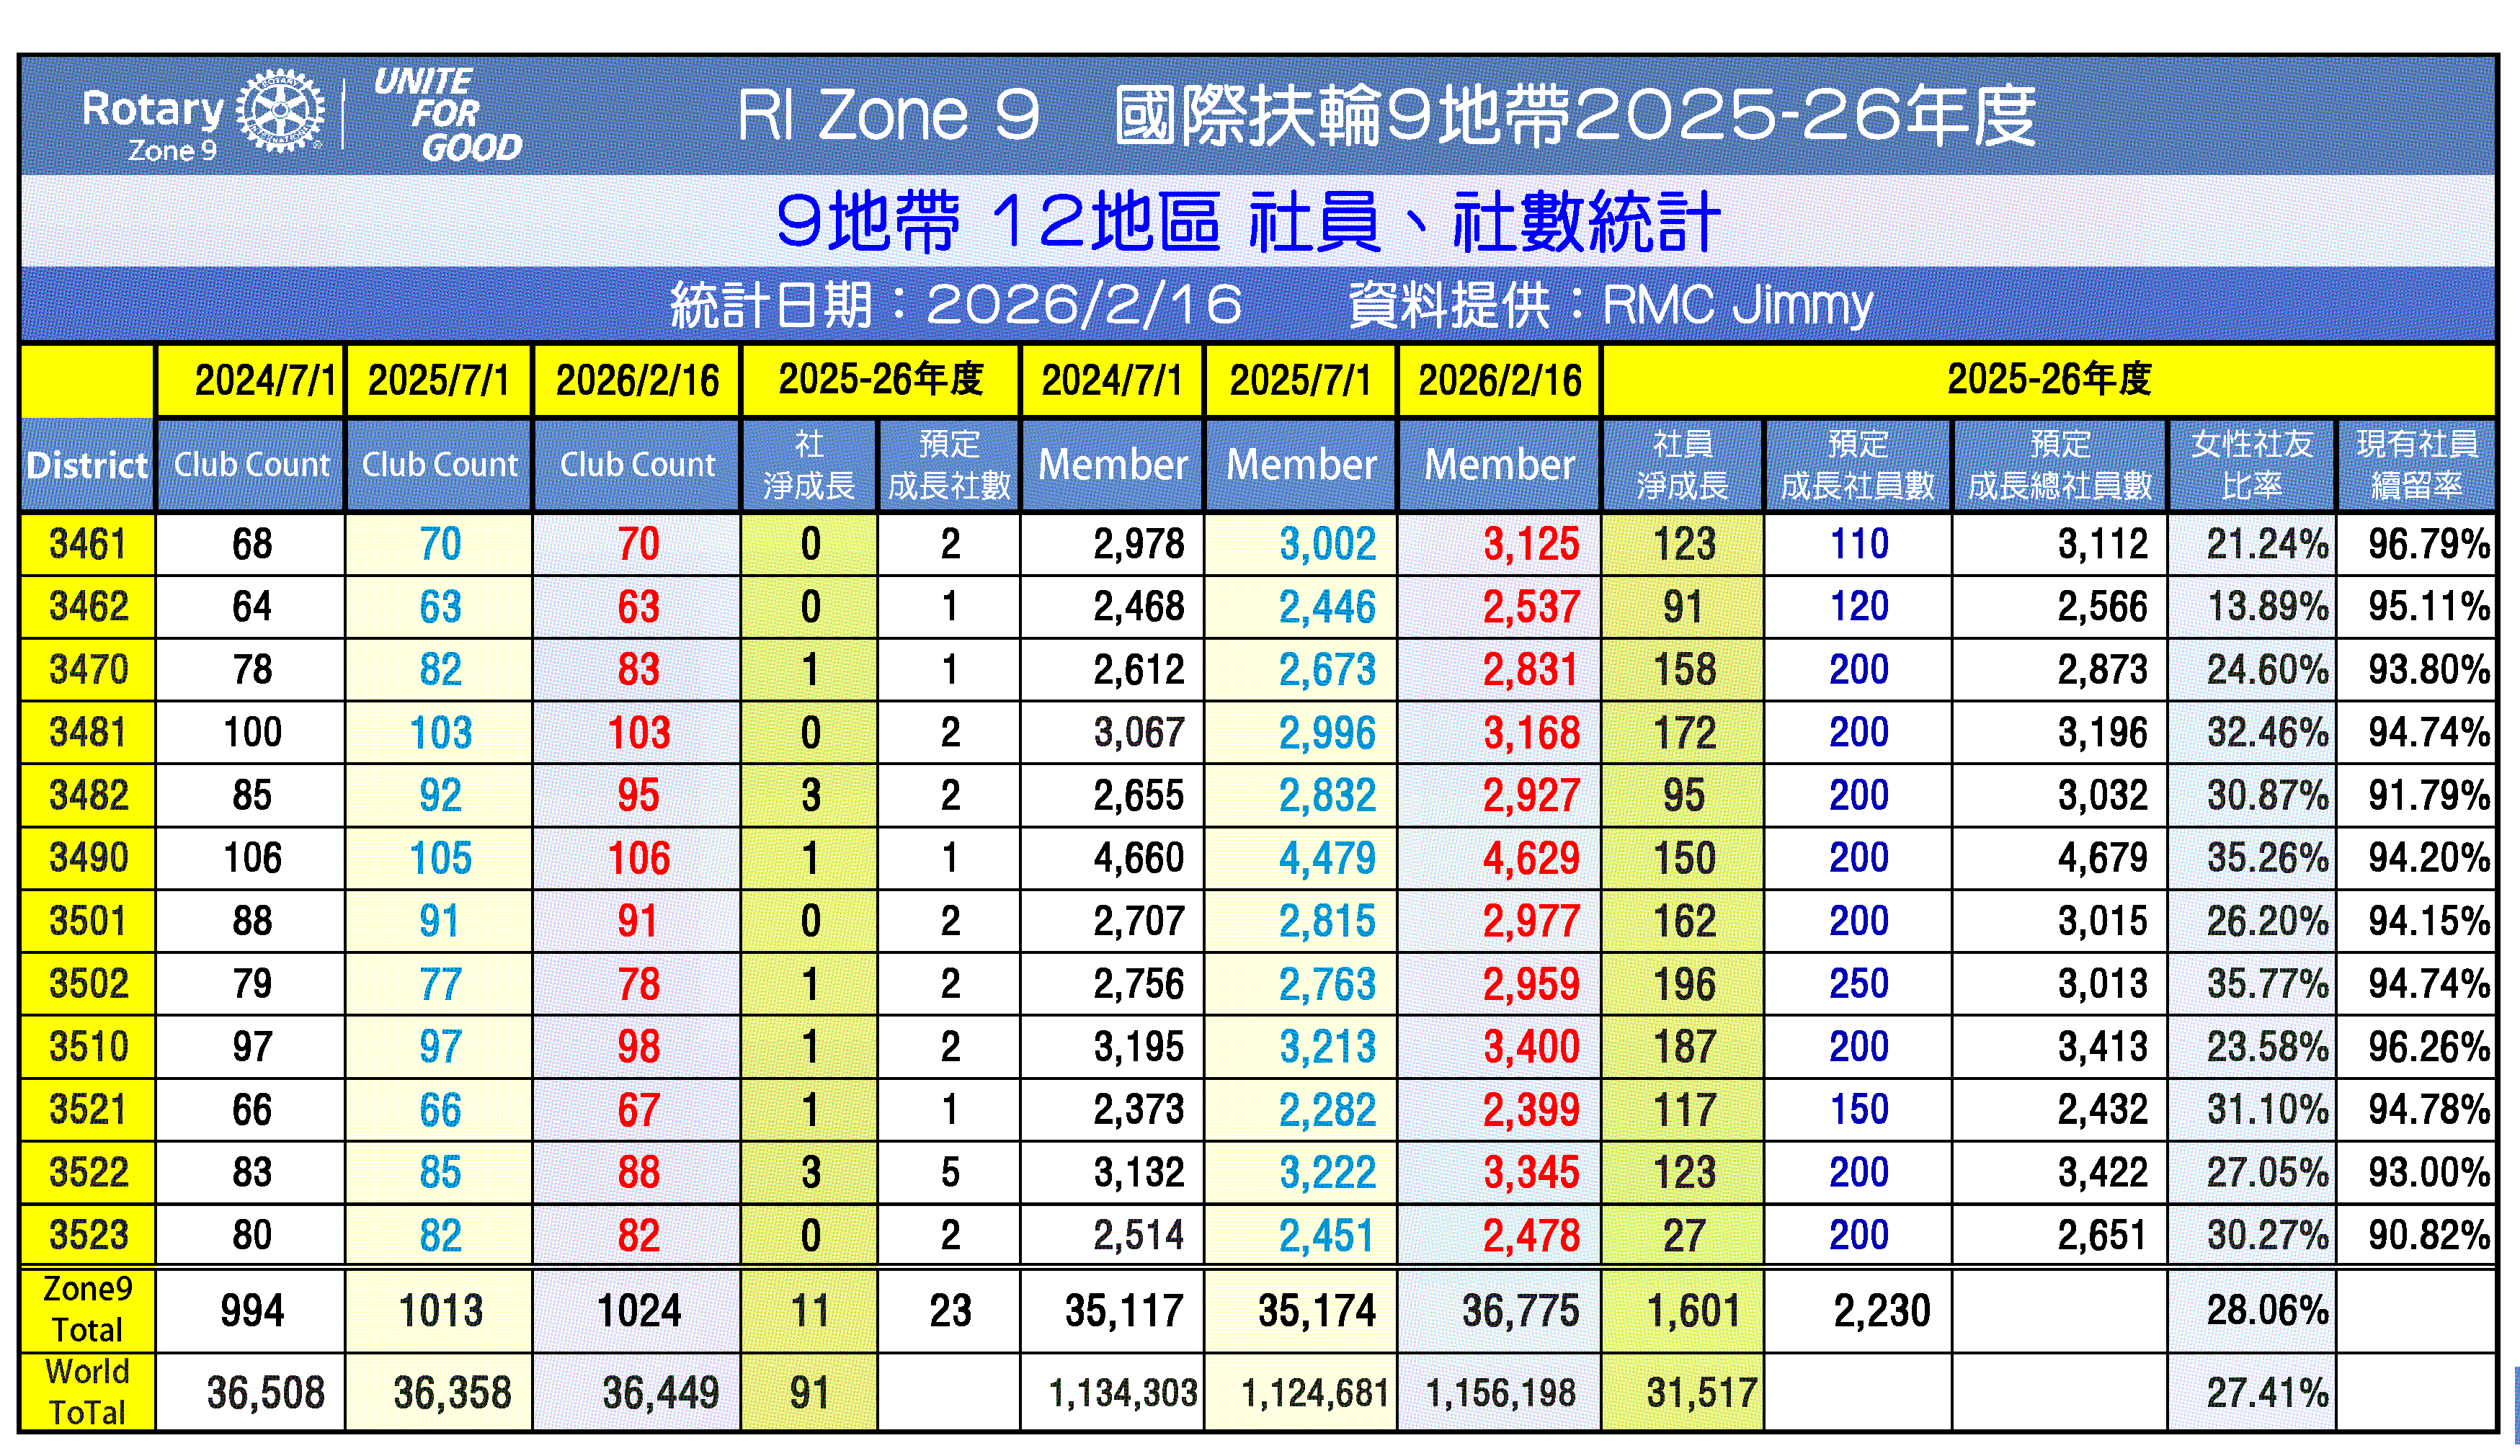 Rotary
Zone 9
UNITE
FOR
GOOD
RI Zone 9 國際扶輪9地帶2025-26年度
9地帶 12地區 社員、社數統計
統計日期：2026/2/16 資料提供：RMC Jimmy
2024/7/1 2025/7/1 2026/2/16 2025-26年度 2024/7/1 2025/7/1 2026/2/16 2025-26年度
District Club Count Club Count Club Count 社 淨成長 預定 成長社數 Member Member Member 社員 淨成長 預定 成長社員數 預定 成長總社員數 女性社友 比率 現有社員 續留率
3461 68 70 70 0 2 2,978 3,002 3,125 123 110 3,112 21.24% 96.79%
3462 64 63 63 0 1 2,468 2,446 2,537 91 120 2,566 13.89% 95.11%
3470 78 82 83 1 1 2,612 2,673 2,831 158 200 2,873 24.60% 93.80%
3481 100 103 103 0 2 3,067 2,996 3,168 172 200 3,196 32.46% 94.74%
3482 85 92 95 3 2 2,655 2,832 2,927 95 200 3,032 30.87% 91.79%
3490 106 105 106 1 1 4,660 4,479 4,629 150 200 4,679 35.26% 94.20%
3501 88 91 91 0 2 2,707 2,815 2,977 162 200 3,015 26.20% 94.15%
3502 79 77 78 1 2 2,756 2,763 2,959 196 250 3,013 35.77% 94.74%
3510 97 97 98 1 2 3,195 3,213 3,400 187 200 3,413 23.58% 96.26%
3521 66 66 67 1 1 2,373 2,282 2,399 117 150 2,432 31.10% 94.78%
3522 83 85 88 3 5 3,132 3,222 3,345 123 200 3,422 27.05% 93.00%
3523 80 82 82 0 2 2,514 2,451 2,478 27 200 2,651 30.27% 90.82%
Zone9 Total 994 1013 1024 11 23 35,117 35,174 36,775 1,601 2,230 28.06%
World ToTal 36,508 36,358 36,449 91 1,134,303 1,124,681 1,156,198 31,517 27.41%